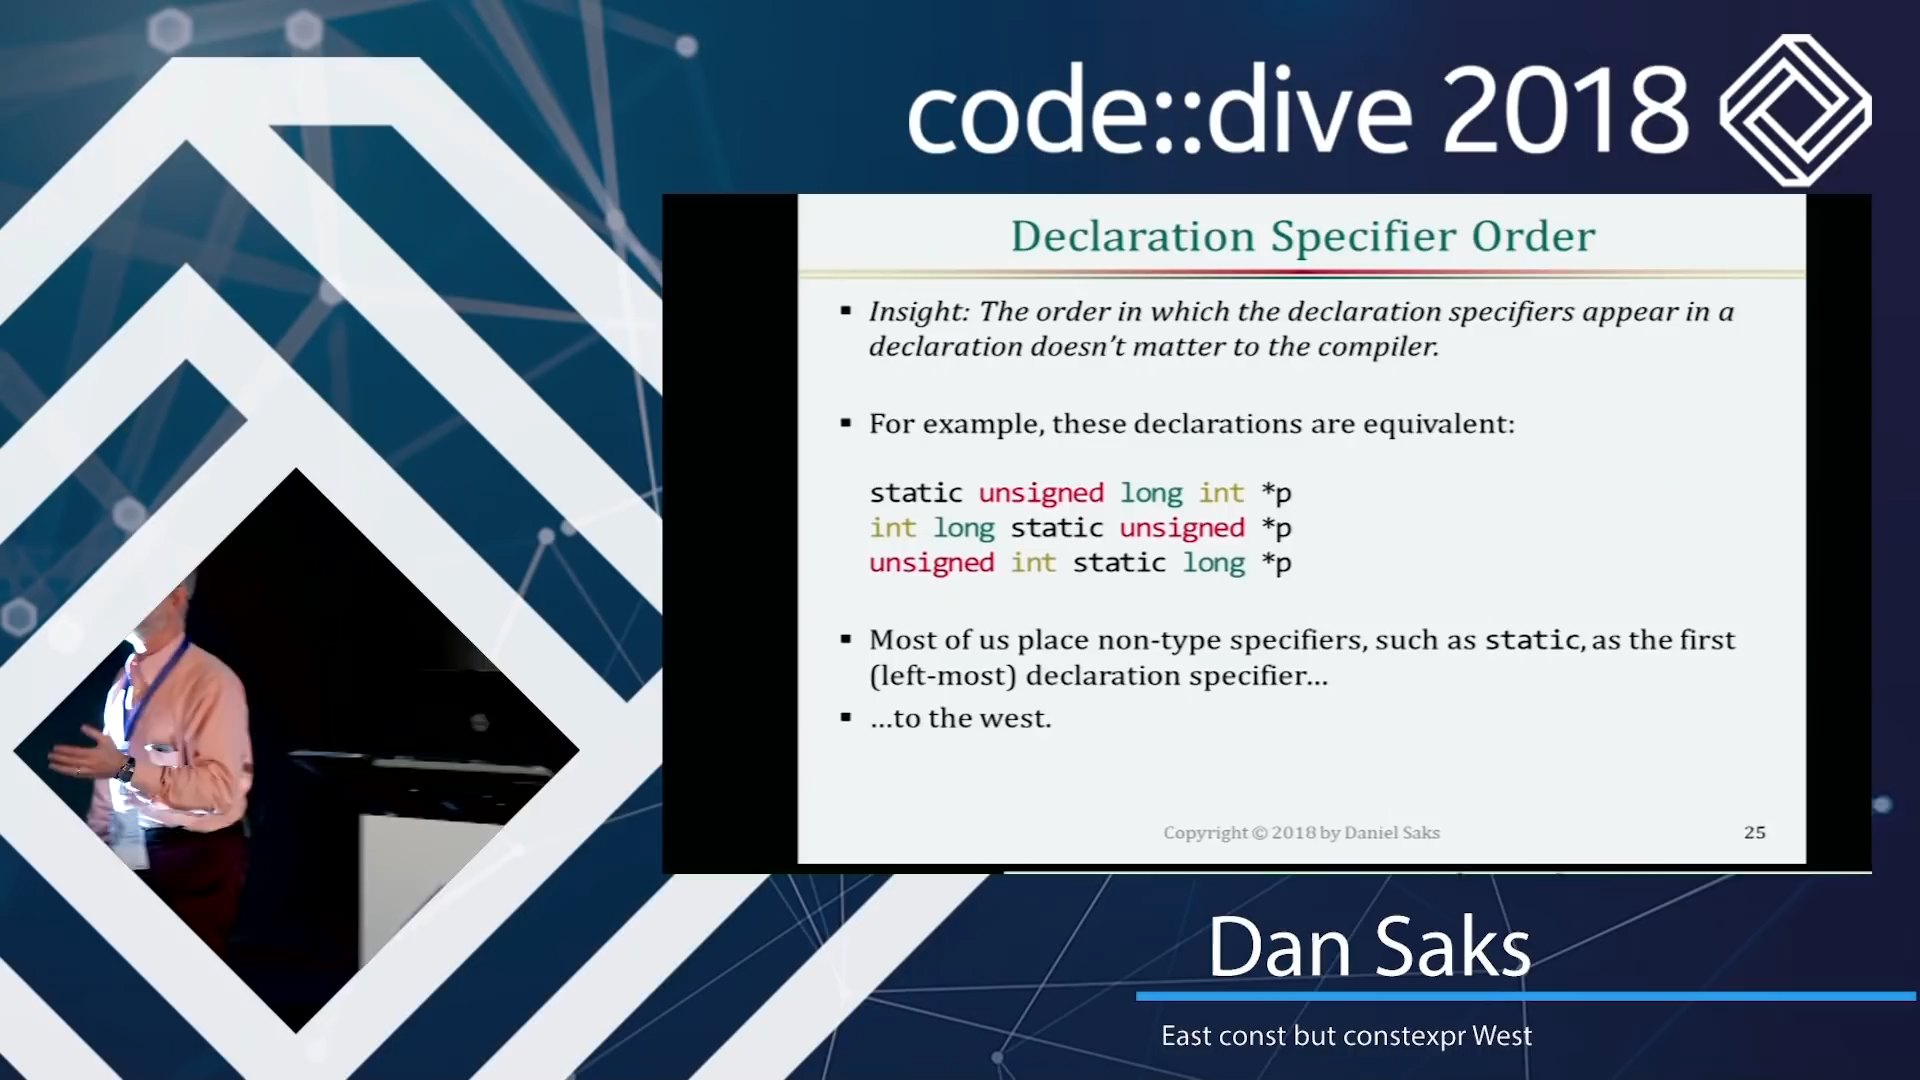 code::dive 2018
Declaration Specifier Order
▪ Insight: The order in which the declaration specifiers appear in a
declaration doesn't matter to the compiler.
▪ For example, these declarations are equivalent:
static unsigned long int *p
int long static unsigned *p
unsigned int static long *p
▪ Most of us place non-type specifiers, such as static, as the first
(left-most) declaration specifier…
▪ …to the west.
Copyright © 2018 by Daniel Saks
25
Dan Saks
East const but constexpr West